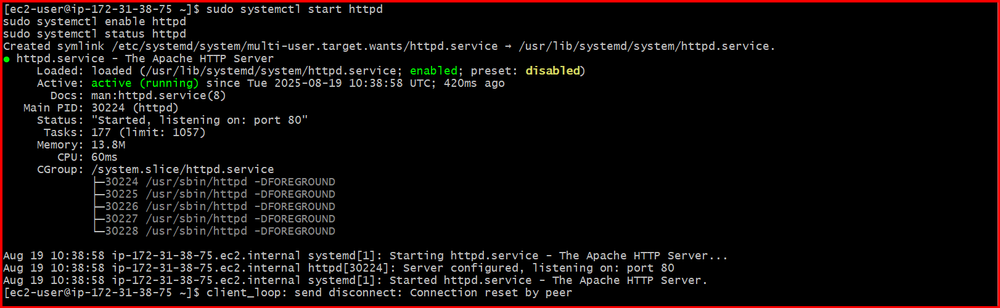 [ec2-user@ip-172-31-38-75 ~]$ sudo systemctl start httpd
sudo systemctl enable httpd
sudo systemctl status httpd
Created symlink /etc/systemd/system/multi-user.target.wants/httpd.service → /usr/lib/systemd/system/httpd.service.
● httpd.service - The Apache HTTP Server
     Loaded: loaded (/usr/lib/systemd/system/httpd.service; enabled; preset: disabled)
     Active: active (running) since Tue 2025-08-19 10:38:58 UTC; 420ms ago
       Docs: man:httpd.service(8)
   Main PID: 30224 (httpd)
     Status: "Started, listening on: port 80"
      Tasks: 177 (limit: 1057)
     Memory: 13.8M
        CPU: 60ms
     CGroup: /system.slice/httpd.service
             ├─30224 /usr/sbin/httpd -DFOREGROUND
             ├─30225 /usr/sbin/httpd -DFOREGROUND
             ├─30226 /usr/sbin/httpd -DFOREGROUND
             ├─30227 /usr/sbin/httpd -DFOREGROUND
             └─30228 /usr/sbin/httpd -DFOREGROUND
Aug 19 10:38:58 ip-172-31-38-75.ec2.internal systemd[1]: Starting httpd.service - The Apache HTTP Server...
Aug 19 10:38:58 ip-172-31-38-75.ec2.internal httpd[30224]: Server configured, listening on: port 80
Aug 19 10:38:58 ip-172-31-38-75.ec2.internal systemd[1]: Started httpd.service - The Apache HTTP Server.
[ec2-user@ip-172-31-38-75 ~]$ client_loop: send disconnect: Connection reset by peer